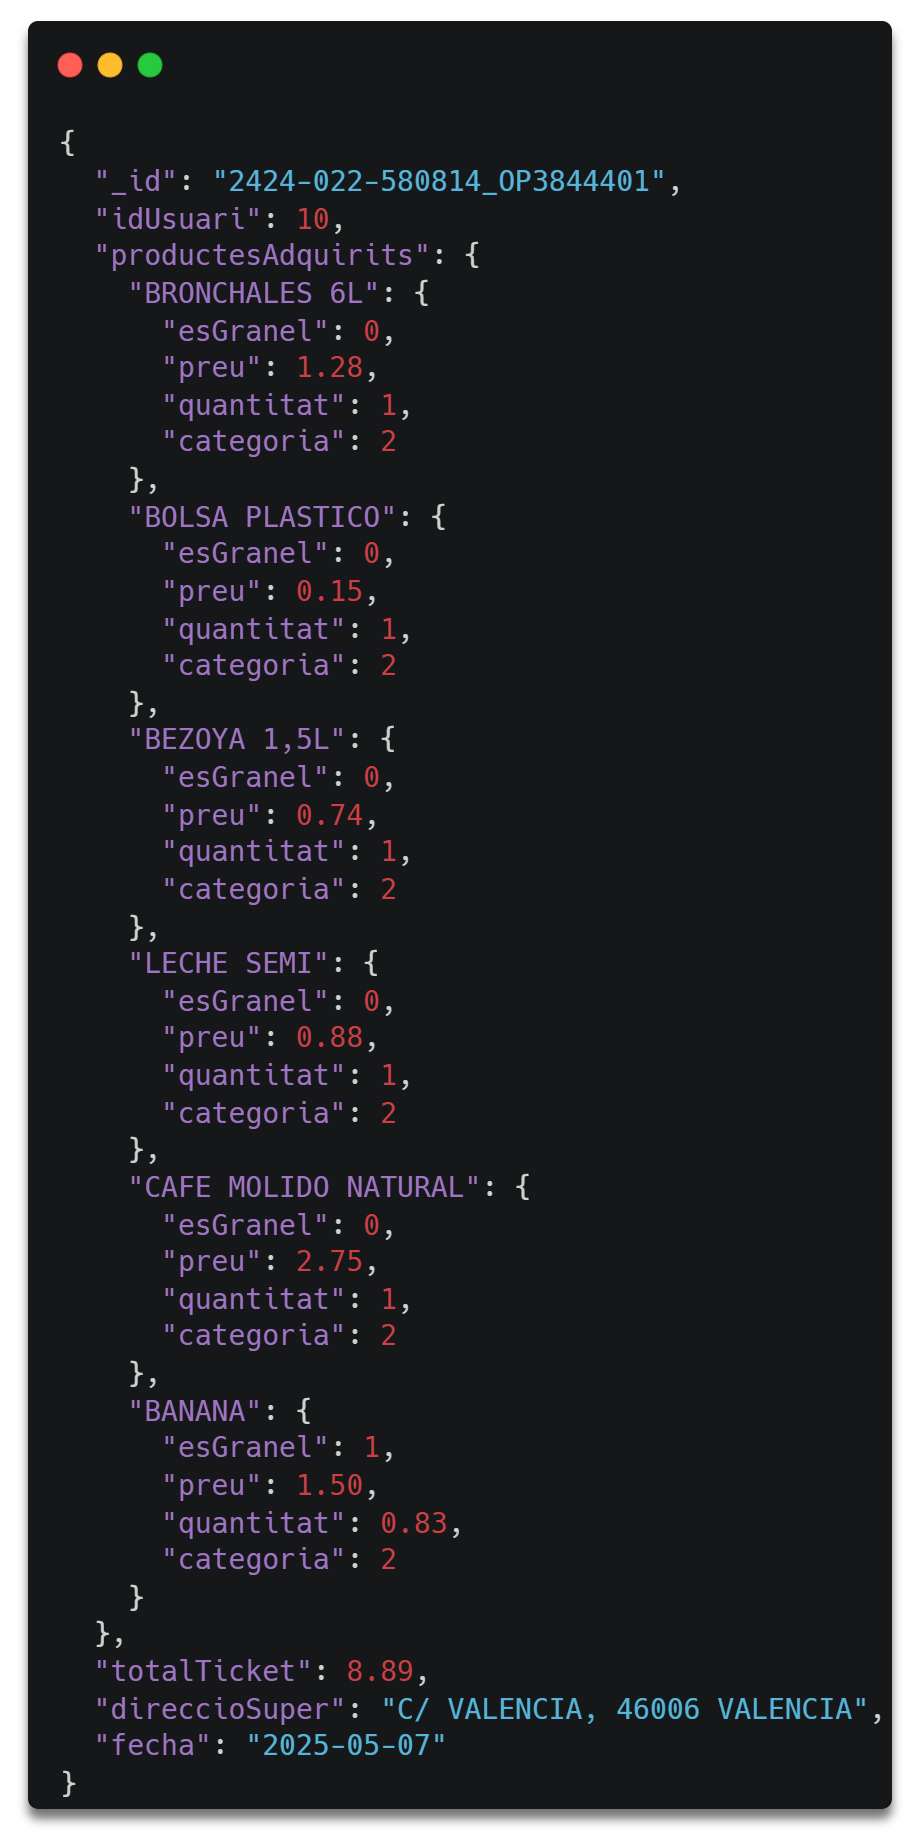 {
  "_id": "2424-022-580814_OP3844401",
  "idUsuari": 10,
  "productesAdquirits": {
    "BRONCHALES 6L": {
      "esGranel": 0,
      "preu": 1.28,
      "quantitat": 1,
      "categoria": 2
    },
    "BOLSA PLASTICO": {
      "esGranel": 0,
      "preu": 0.15,
      "quantitat": 1,
      "categoria": 2
    },
    "BEZOYA 1,5L": {
      "esGranel": 0,
      "preu": 0.74,
      "quantitat": 1,
      "categoria": 2
    },
    "LECHE SEMI": {
      "esGranel": 0,
      "preu": 0.88,
      "quantitat": 1,
      "categoria": 2
    },
    "CAFE MOLIDO NATURAL": {
      "esGranel": 0,
      "preu": 2.75,
      "quantitat": 1,
      "categoria": 2
    },
    "BANANA": {
      "esGranel": 1,
      "preu": 1.50,
      "quantitat": 0.83,
      "categoria": 2
    }
  },
  "totalTicket": 8.89,
  "direccioSuper": "C/ VALENCIA, 46006 VALENCIA",
  "fecha": "2025-05-07"
}